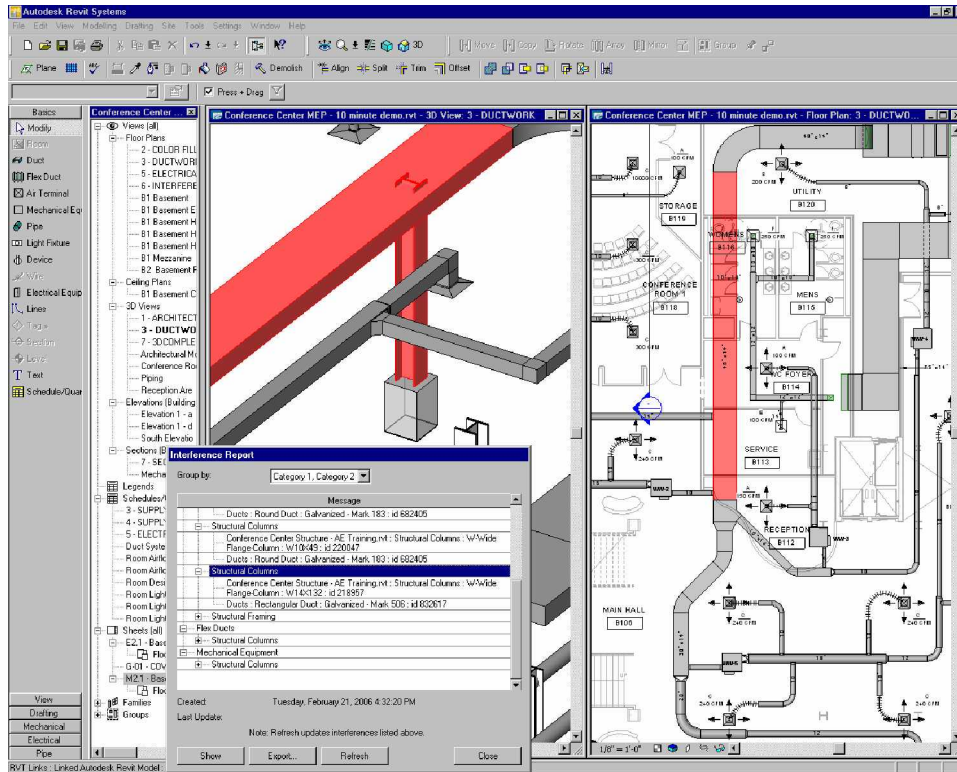 Autodesk Revit Systems
File Edit View Modelling Drafting Site Tools Settings Window Help
3D Move Copy Rotate Array Mirror Group
Plane Demolish Align Split Trim Offset
Press + Drag
Basics
Modify
Room
Duct
Flex Duct
Air Terminal
Mechanical Eq
Pipe
Light Fixture
Device
Wire
Electrical Equip
Lines
Tag
Section
Level
Text
Schedule/Quan
View
Drafting
Mechanical
Electrical
Pipe
Conference Center ...
Views (all)
Floor Plans
2 - COLOR FILL
3 - DUCTWORK
5 - ELECTRICA
6 - INTERFERE
B1 Basement
B1 Basement E
B1 Basement H
B1 Basement H
B1 Basement H
B1 Mezzanine
B2 Basement F
Ceiling Plans
B1 Basement C
3D Views
1 - ARCHITECT
3 - DUCTWO
7 - 3DCOMPLE
Architectural Mo
Conference Roo
Piping
Reception Are
Elevations (Building
Elevation 1 - a
Elevation 1 - d
South Elevatio
Sections (B
7 - SEC
Mecha
Legends
Schedules/
3 - SUPPLY
4 - SUPPL
5 - ELECTF
Duct Syste
Room Airflo
Room Airflo
Room Desi
Room Light
Room Light
Room Light
Sheets (all)
E2.1 - Base
Floo
G-01 - COV
M2.1 - Base
Floo
Families
Groups
Conference Center MEP - 10 minute demo.rvt - 3D View: 3 - DUCTWORK
Interference Report
Group by: Category 1, Category 2
Message
Ducts : Round Duct : Galvanized - Mark 183 : id 682405
Structural Columns
Conference Center Structure - AE Training.rvt : Structural Columns : W-Wide
Flange-Column : W10X49 : id 220047
Ducts : Round Duct : Galvanized - Mark 183 : id 682405
Structural Columns
Conference Center Structure - AE Training.rvt : Structural Columns : W-Wide
Flange-Column : W14X132 : id 218957
Ducts : Rectangular Duct : Galvanized - Mark 506 : id 832617
Structural Framing
Flex Ducts
Structural Columns
Mechanical Equipment
Structural Columns
Created: Tuesday, February 21, 2006 4:32:20 PM
Last Update:
Note: Refresh updates interferences listed above.
Show Export... Refresh Close
Conference Center MEP - 10 minute demo.rvt - Floor Plan: 3 - DUCTWO...
STORAGE
B119
UTILITY
B120
WOMENS
B116
MENS
B115
CONFERENCE
ROOM 1
B118
FOYER
B114
SERVICE
B113
RECEPTION
B112
MAIN HALL
B106
H
1/8" = 1'-0"
RVT Links : Linked Autodesk Revit Model